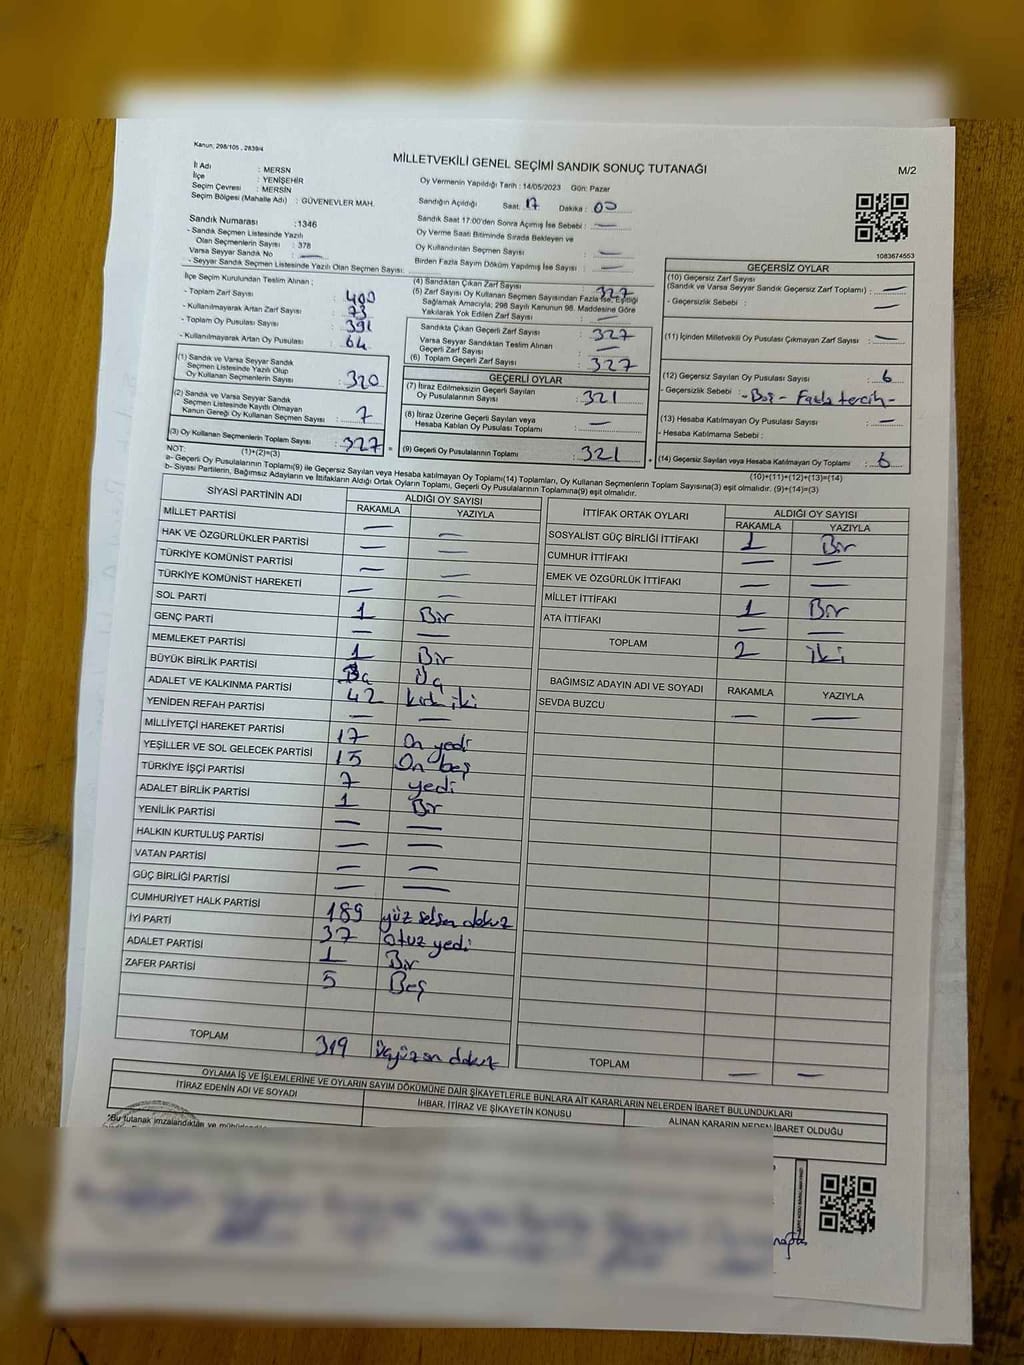 Kanun, 298/105 , 2839/4
MİLLETVEKİLİ GENEL SEÇİMİ SANDIK SONUÇ TUTANAĞI
M/2
İl Adı : MERSN
İlçe : YENİŞEHİR
Seçim Çevresi : MERSİN
Seçim Bölgesi (Mahalle Adı) : GÜVENEVLER MAH.
Sandık Numarası : 1346
- Sandık Seçmen Listesinde Yazılı
Olan Seçmenlerin Sayısı : 378
Varsa Seyyar Sandık No : —
- Seyyar Sandık Seçmen Listesinde Yazılı Olan Seçmen Sayısı:
Oy Vermenin Yapıldığı Tarih : 14/05/2023 Gün: Pazar
Sandığın Açıldığı Saat: 17 Dakika : 00
Sandık Saat 17:00'den Sonra Açımış İse Sebebi : —
Oy Verme Saati Bitiminde Sırada Bekleyen ve
Oy Kullandırılan Seçmen Sayısı : —
Birden Fazla Sayım Döküm Yapılmış İse Sayısı : —
1083674553
İlçe Seçim Kurulundan Teslim Alınan ;
- Toplam Zarf Sayısı : 400
- Kullanılmayarak Artan Zarf Sayısı : 73
- Toplam Oy Pusulası Sayısı : 391
- Kullanılmayarak Artan Oy Pusulası : 64
(1) Sandık ve Varsa Seyyar Sandık
Seçmen Listesinde Yazılı Olup
Oy Kullanan Seçmenlerin Sayısı : 320
(2) Sandık ve Varsa Seyyar Sandık
Seçmen Listesinde Kayıtlı Olmayan
Kanun Gereği Oy Kullanan Seçmen Sayısı : 7
(3) Oy Kullanan Seçmenlerin Toplam Sayısı : 327 =
(1)+(2)=(3)
(4) Sandıktan Çıkan Zarf Sayısı : 327
(5) Zarf Sayısı Oy Kullanan Seçmen Sayısından Fazla İse, Eşitliği
Sağlamak Amacıyla; 298 Sayılı Kanunun 98. Maddesine Göre
Yakılarak Yok Edilen Zarf Sayısı : —
Sandıkta Çıkan Geçerli Zarf Sayısı : 327
Varsa Seyyar Sandıktan Teslim Alınan
Geçerli Zarf Sayısı : —
(6) Toplam Geçerli Zarf Sayısı : 327
GEÇERLİ OYLAR
(7) İtiraz Edilmeksizin Geçerli Sayılan
Oy Pusulalarının Sayısı : 321
(8) İtiraz Üzerine Geçerli Sayılan veya
Hesaba Katılan Oy Pusulası Toplamı : —
(9) Geçerli Oy Pusulalarının Toplamı : 321
GEÇERSİZ OYLAR
(10) Geçersiz Zarf Sayısı
(Sandık ve Varsa Seyyar Sandık Geçersiz Zarf Toplamı) : —
- Geçersizlik Sebebi : —
(11) İçinden Milletvekili Oy Pusulası Çıkmayan Zarf Sayısı : —
(12) Geçersiz Sayılan Oy Pusulası Sayısı : 6
- Geçersizlik Sebebi : -Boş- Fazla tercih-
(13) Hesaba Katılmayan Oy Pusulası Sayısı : —
- Hesaba Katılmama Sebebi :
(14) Geçersiz Sayılan veya Hesaba Katılmayan Oy Toplamı : 6
(10)+(11)+(12)+(13)=(14)
NOT:
a- Geçerli Oy Pusulalarının Toplamı(9) ile Geçersiz Sayılan veya Hesaba katılmayan Oy Toplamı(14) Toplamları, Oy Kullanan Seçmenlerin Toplam Sayısına(3) eşit olmalıdır. (9)+(14)=(3)
b- Siyasi Partilerin, Bağımsız Adayların ve İttifakların Aldığı Ortak Oyların Toplamı, Geçerli Oy Pusulalarının Toplamına(9) eşit olmalıdır.
SİYASİ PARTİNİN ADI ALDIĞI OY SAYISI
RAKAMLA YAZIYLA
MİLLET PARTİSİ — —
HAK VE ÖZGÜRLÜKLER PARTİSİ — —
TÜRKİYE KOMÜNİST PARTİSİ — —
TÜRKİYE KOMÜNİST HAREKETİ — —
SOL PARTİ 1 Bir
GENÇ PARTİ — —
MEMLEKET PARTİSİ 1 Bir
BÜYÜK BİRLİK PARTİSİ Üç
ADALET VE KALKINMA PARTİSİ 42 kırk iki
YENİDEN REFAH PARTİSİ — —
MİLLİYETÇİ HAREKET PARTİSİ 17 On yedi
YEŞİLLER VE SOL GELECEK PARTİSİ 15 On beş
TÜRKİYE İŞÇİ PARTİSİ 7 yedi
ADALET BİRLİK PARTİSİ 1 Bir
YENİLİK PARTİSİ — —
HALKIN KURTULUŞ PARTİSİ — —
VATAN PARTİSİ — —
GÜÇ BİRLİĞİ PARTİSİ — —
CUMHURİYET HALK PARTİSİ 189 yüz seksen dokuz
İYİ PARTİ 37 otuz yedi
ADALET PARTİSİ 1 Bir
ZAFER PARTİSİ 5 Beş
TOPLAM 319 üçyüz on dokuz
İTTİFAK ORTAK OYLARI ALDIĞI OY SAYISI
RAKAMLA YAZIYLA
SOSYALİST GÜÇ BİRLİĞİ İTTİFAKI 1 Bir
CUMHUR İTTİFAKI — —
EMEK VE ÖZGÜRLÜK İTTİFAKI — —
MİLLET İTTİFAKI 1 Bir
ATA İTTİFAKI — —
TOPLAM 2 iki
BAĞIMSIZ ADAYIN ADI VE SOYADI RAKAMLA YAZIYLA
SEVDA BUZCU — —
TOPLAM — —
OYLAMA İŞ VE İŞLEMLERİNE VE OYLARIN SAYIM DÖKÜMÜNE DAİR ŞİKAYETLERLE BUNLARA AİT KARARLARIN NELERDEN İBARET BULUNDUKLARI
İTİRAZ EDENİN ADI VE SOYADI İHBAR, İTİRAZ VE ŞİKAYETİN KONUSU ALINAN KARARIN NEDEN İBARET OLDUĞU
*Bu tutanak imzalandıktan ve